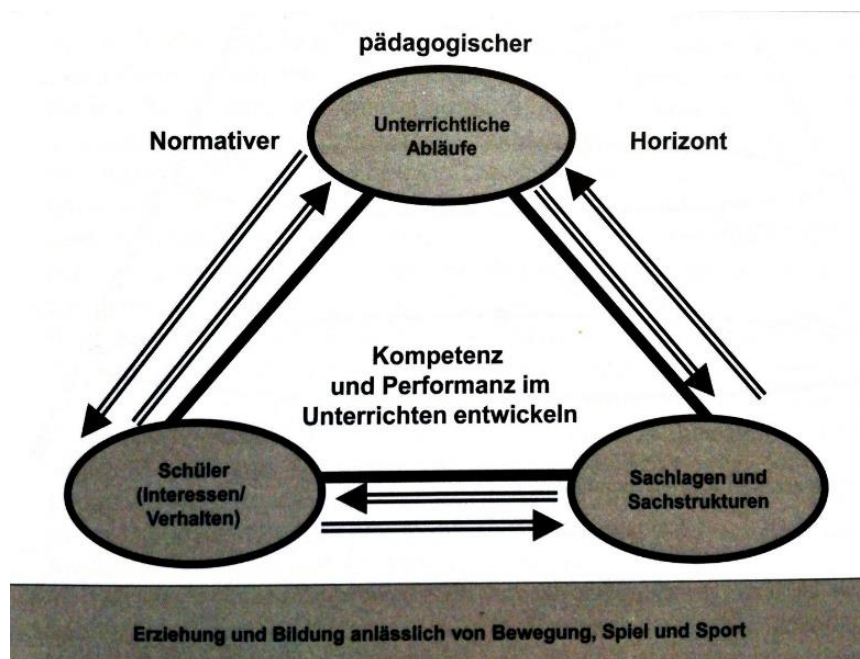 pädagogischer
Normativer
Unterrichtliche
Abläufe
Horizont
Kompetenz
und Performanz im
Unterrichten entwickeln
Schüler
(Interessen/
Verhalten)
Sachlagen und
Sachstrukturen
Erziehung und Bildung anlässlich von Bewegung, Spiel und Sport